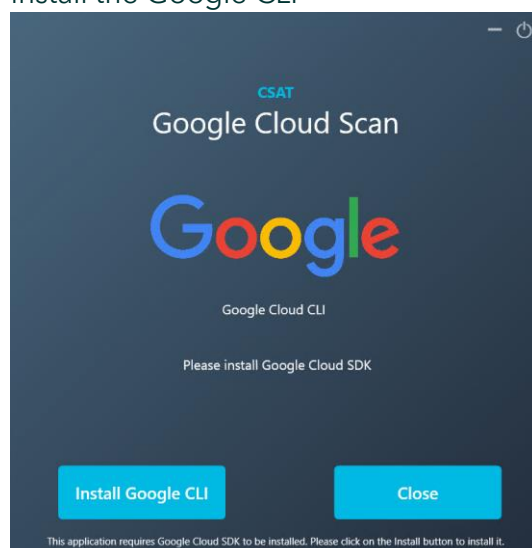 Install the Google CLI
CSAT
Google Cloud Scan
Google
Google Cloud CLI
Please install Google Cloud SDK
Install Google CLI
Close
This application requires Google Cloud SDK to be installed. Please click on the Install button to install it.